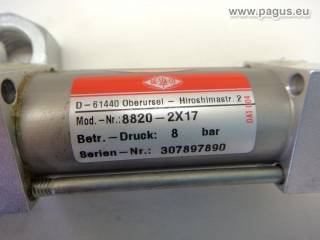 www.pagus.eu
D-61440 Oberursel - Hiroshimastr. 2
Mod.-Nr.: 8820-2X17
Betr.-Druck: 8 bar
Serien-Nr.: 307897890